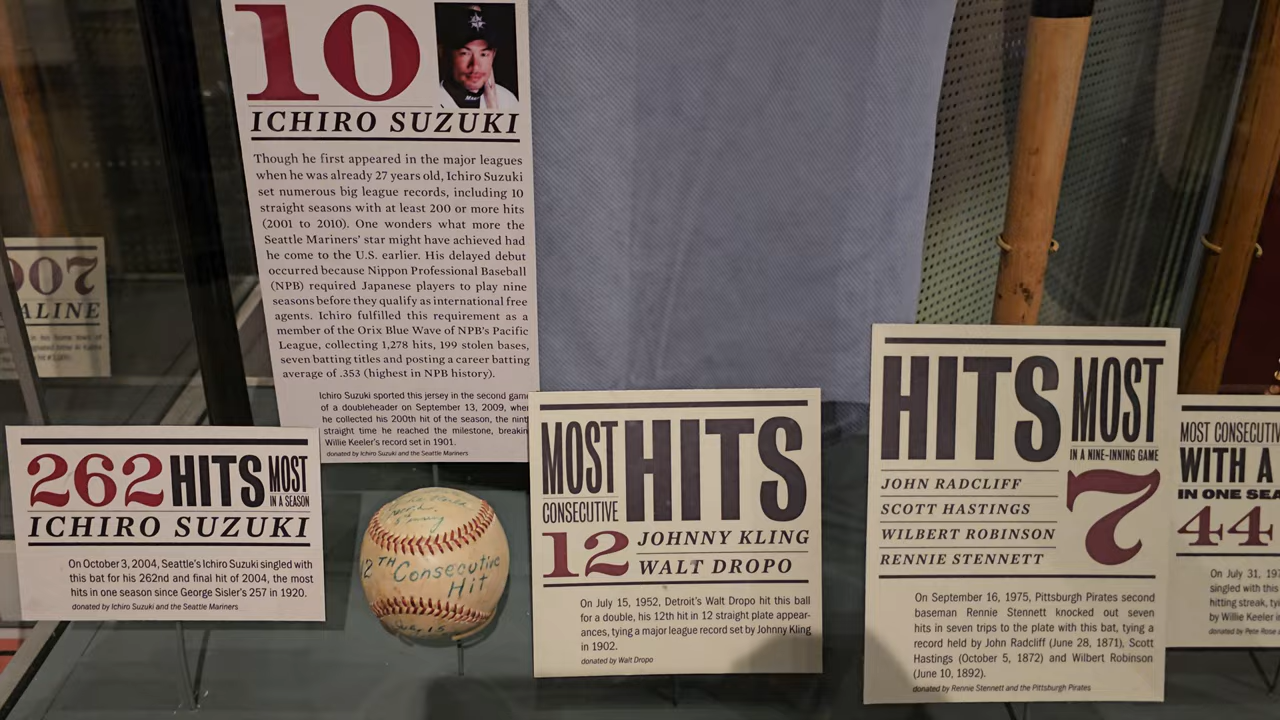 10
ICHIRO SUZUKI
Though he first appeared in the major leagues
when he was already 27 years old, Ichiro Suzuki
set numerous big league records, including 10
straight seasons with at least 200 or more hits
(2001 to 2010). One wonders what more the
Seattle Mariners' star might have achieved had
he come to the U.S. earlier. His delayed debut
occurred because Nippon Professional Baseball
(NPB) required Japanese players to play nine
seasons before they qualify as international free
agents. Ichiro fulfilled this requirement as a
member of the Orix Blue Wave of NPB's Pacific
League, collecting 1,278 hits, 199 stolen bases,
seven batting titles and posting a career batting
average of .353 (highest in NPB history).
Ichiro Suzuki sported this jersey in the second game
of a doubleheader on September 13, 2009, when
he collected his 200th hit of the season, the ninth
straight time he reached the milestone, breaking
Willie Keeler's record set in 1901.
donated by Ichiro Suzuki and the Seattle Mariners
007
ALINE
262 HITS MOST
IN A SEASON
ICHIRO SUZUKI
On October 3, 2004, Seattle's Ichiro Suzuki singled with
this bat for his 262nd and final hit of 2004, the most
hits in one season since George Sisler's 257 in 1920.
donated by Ichiro Suzuki and the Seattle Mariners
12TH Consecutive
Hit
July 15
MOST
CONSECUTIVE
HITS
12
JOHNNY KLING
WALT DROPO
On July 15, 1952, Detroit's Walt Dropo hit this ball
for a double, his 12th hit in 12 straight plate appear-
ances, tying a major league record set by Johnny Kling
in 1902.
donated by Walt Dropo
HITS MOST
IN A NINE-INNING GAME
7
JOHN RADCLIFF
SCOTT HASTINGS
WILBERT ROBINSON
RENNIE STENNETT
On September 16, 1975, Pittsburgh Pirates second
baseman Rennie Stennett knocked out seven
hits in seven trips to the plate with this bat, tying a
record held by John Radcliff (June 28, 1871), Scott
Hastings (October 5, 1872) and Wilbert Robinson
(June 10, 1892).
donated by Rennie Stennett and the Pittsburgh Pirates
MOST CONSECUTIV
WITH A
IN ONE SEA
44
On July 31, 197
singled with this
hitting streak, ty
by Willie Keeler i
donated by Pete Rose